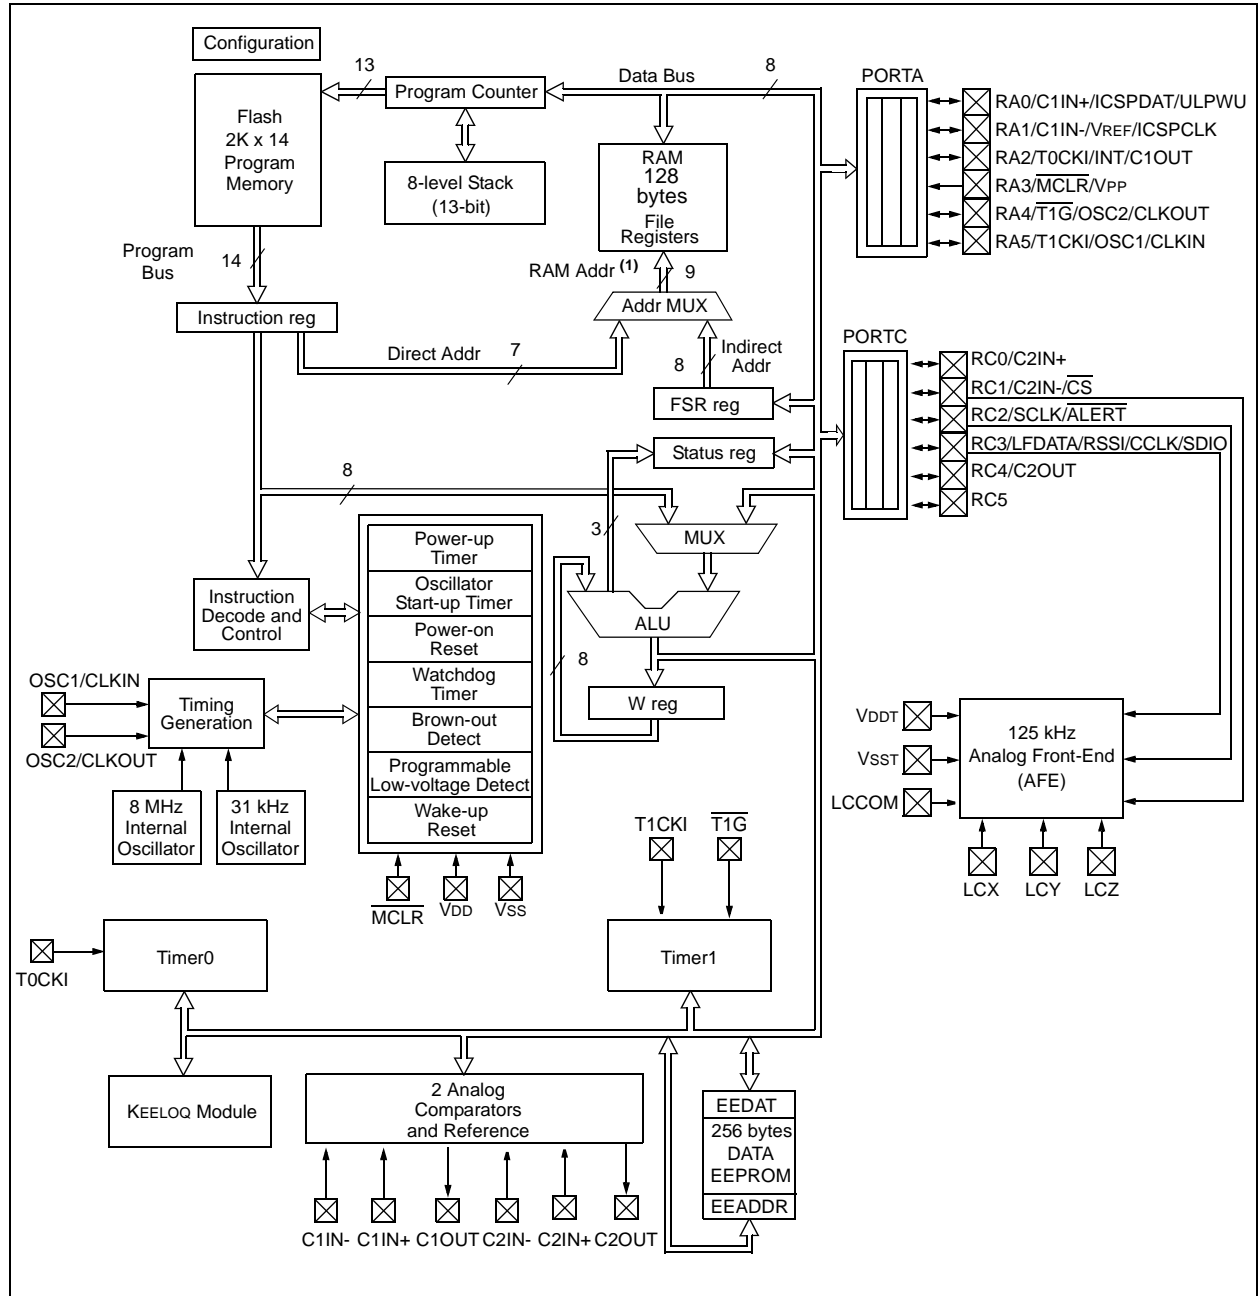 Configuration
Flash
2K x 14
Program
Memory
13
Program Counter
8-level Stack
(13-bit)
Data Bus
8
RAM
128
bytes
File
Registers
RAM Addr (1)
9
Addr MUX
Program
Bus
14
Instruction reg
Direct Addr
7
8
Indirect
Addr
FSR reg
Status reg
8
3
MUX
ALU
8
W reg
PORTA
RA0/C1IN+/ICSPDAT/ULPWU
RA1/C1IN-/VREF/ICSPCLK
RA2/T0CKI/INT/C1OUT
RA3/MCLR/VPP
RA4/T1G/OSC2/CLKOUT
RA5/T1CKI/OSC1/CLKIN
PORTC
RC0/C2IN+
RC1/C2IN-/CS
RC2/SCLK/ALERT
RC3/LFDATA/RSSI/CCLK/SDIO
RC4/C2OUT
RC5
Instruction
Decode and
Control
OSC1/CLKIN
OSC2/CLKOUT
Timing
Generation
8 MHz
Internal
Oscillator
31 kHz
Internal
Oscillator
Power-up
Timer
Oscillator
Start-up Timer
Power-on
Reset
Watchdog
Timer
Brown-out
Detect
Programmable
Low-voltage Detect
Wake-up
Reset
MCLR
VDD
VSS
VDDT
VSST
LCCOM
125 kHz
Analog Front-End
(AFE)
LCX
LCY
LCZ
T0CKI
Timer0
T1CKI
T1G
Timer1
KEELOQ Module
2 Analog
Comparators
and Reference
C1IN-
C1IN+
C1OUT
C2IN-
C2IN+
C2OUT
EEDAT
256 bytes
DATA
EEPROM
EEADDR